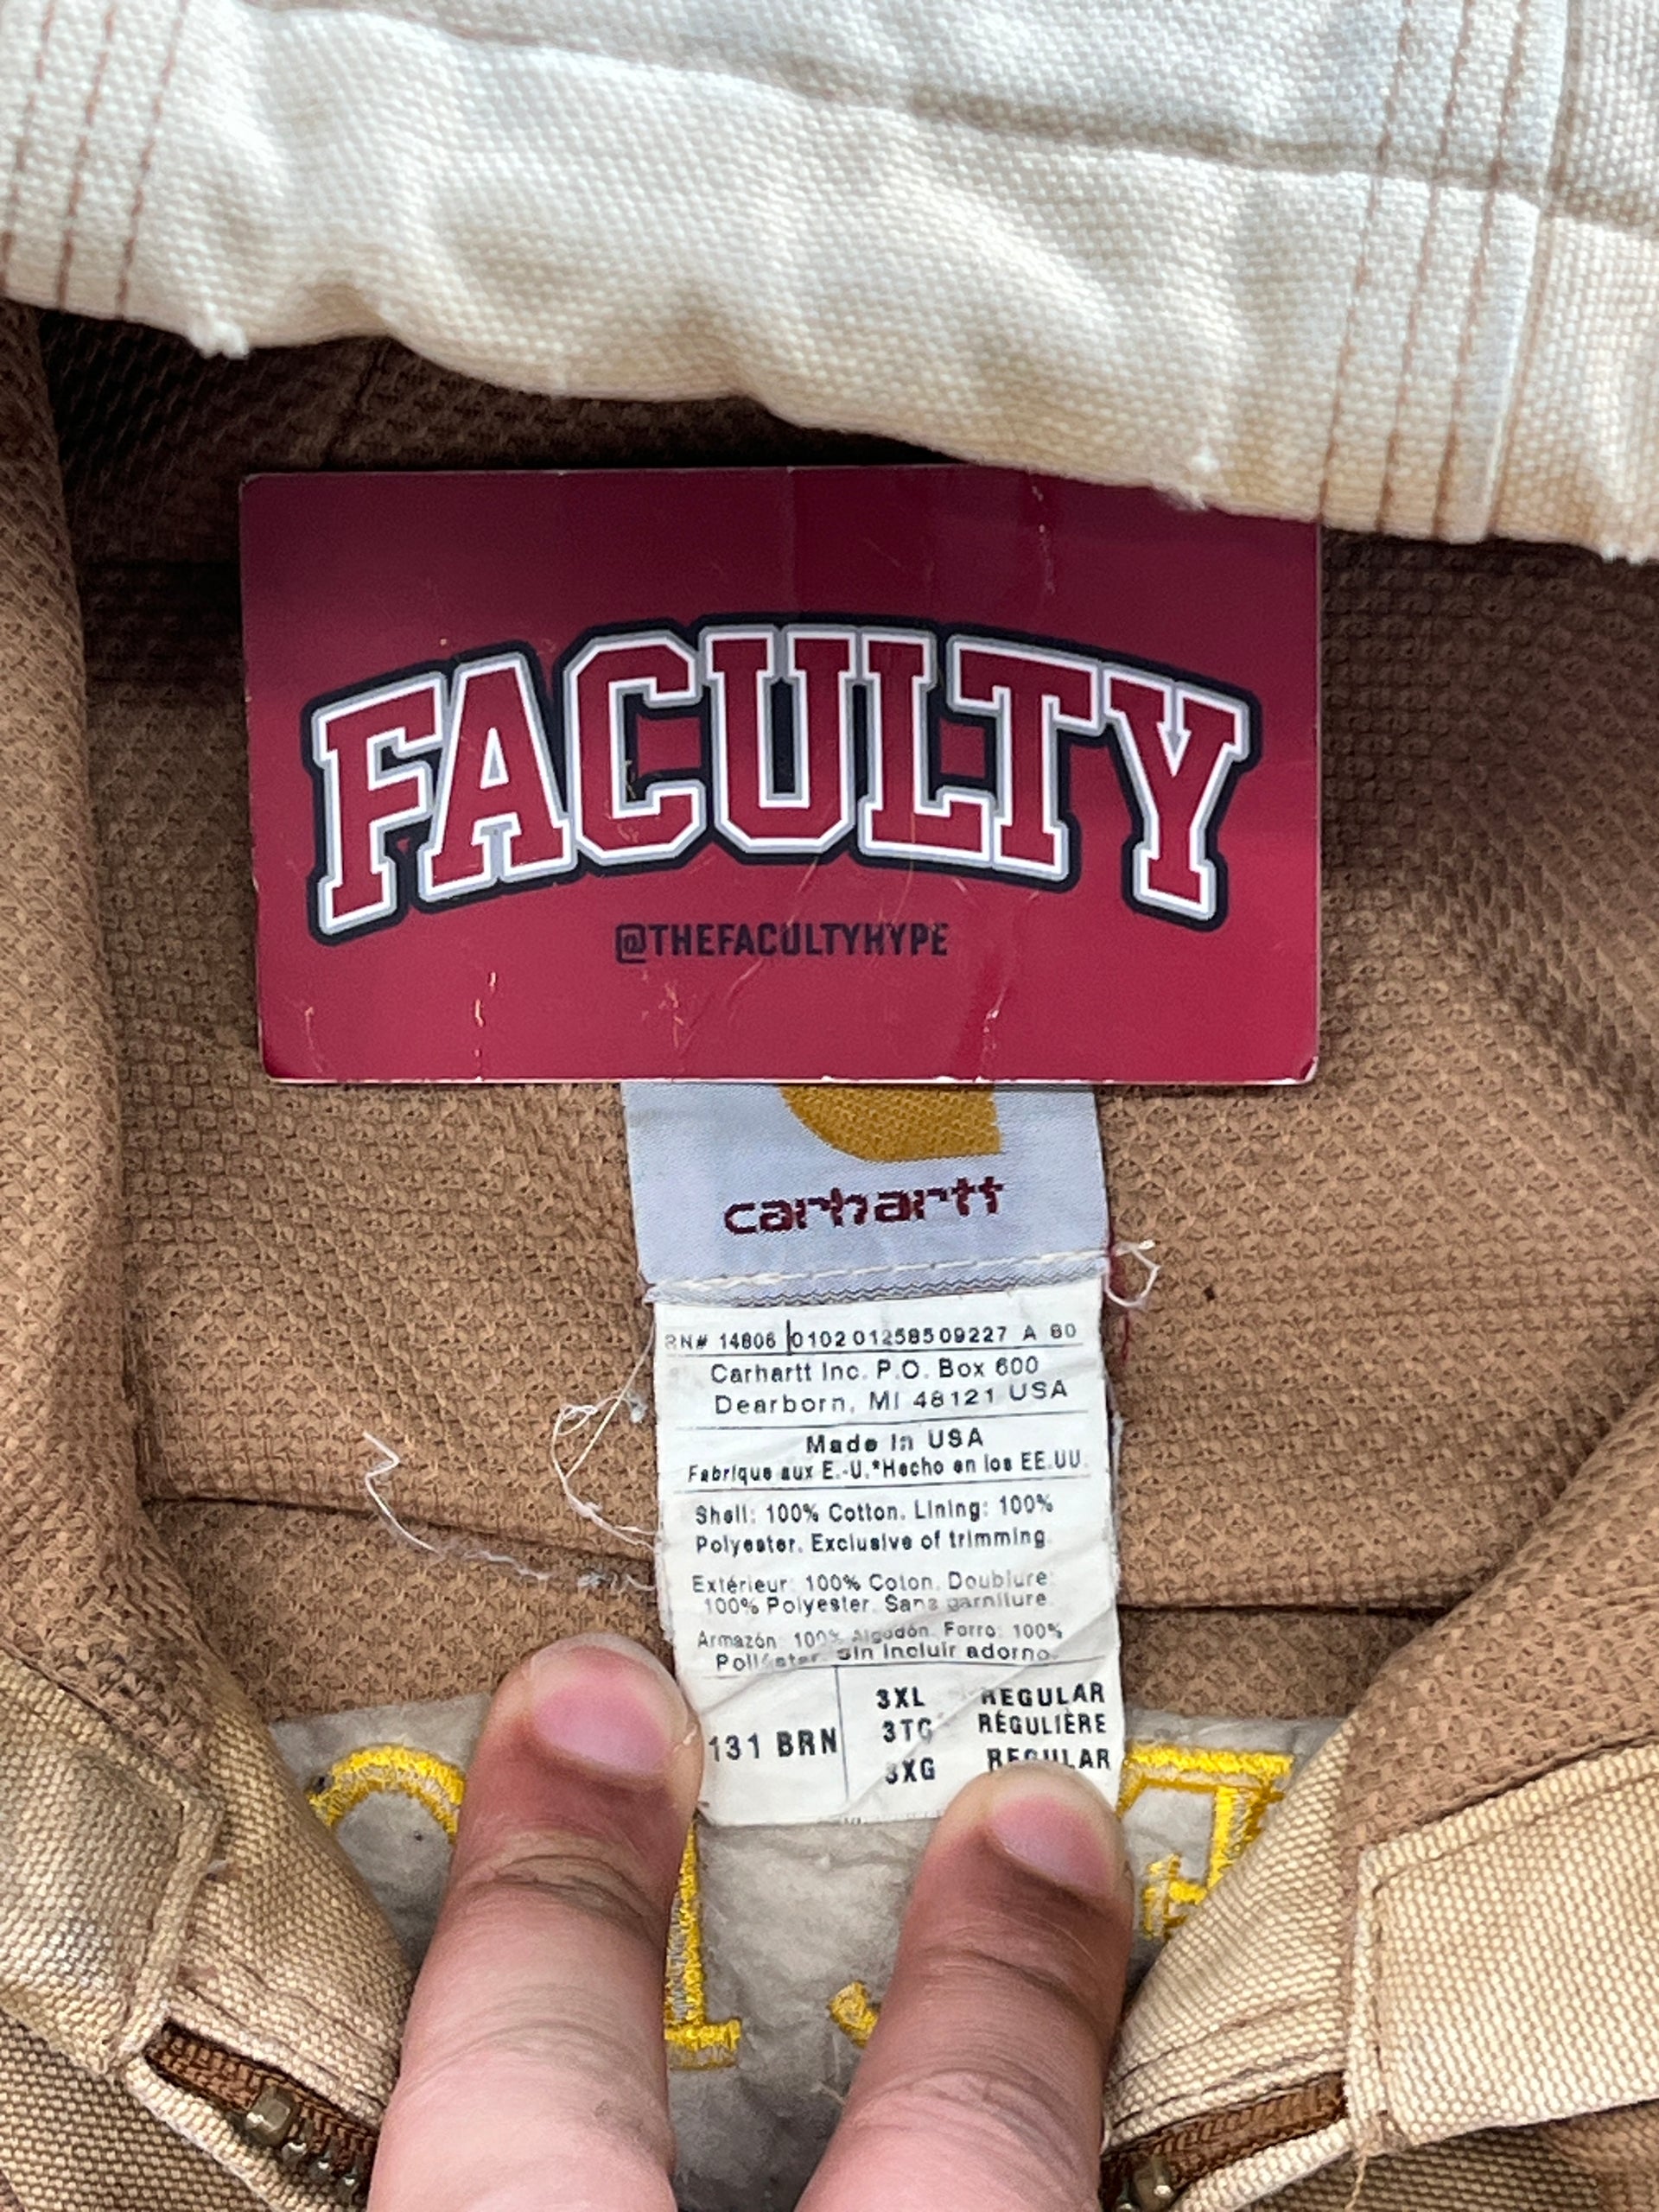 FACULTY
@THEFACULTYHYPE
carhartt
RN# 14806 0102 01258509227 A 80
Carhartt Inc. P.O. Box 600
Dearborn, MI 48121 USA
Made in USA
Fabriqué aux E.-U.*Hecho en los EE.UU.
Shell: 100% Cotton. Lining: 100%
Polyester. Exclusive of trimming.
Extérieur: 100% Coton. Doublure:
100% Polyester. Sans garniture.
Armazón: 100% Algodón. Forro: 100%
Poliéster. sin incluir adorno.
131 BRN
3XL REGULAR
3TG RÉGULIÈRE
3XG REGULAR